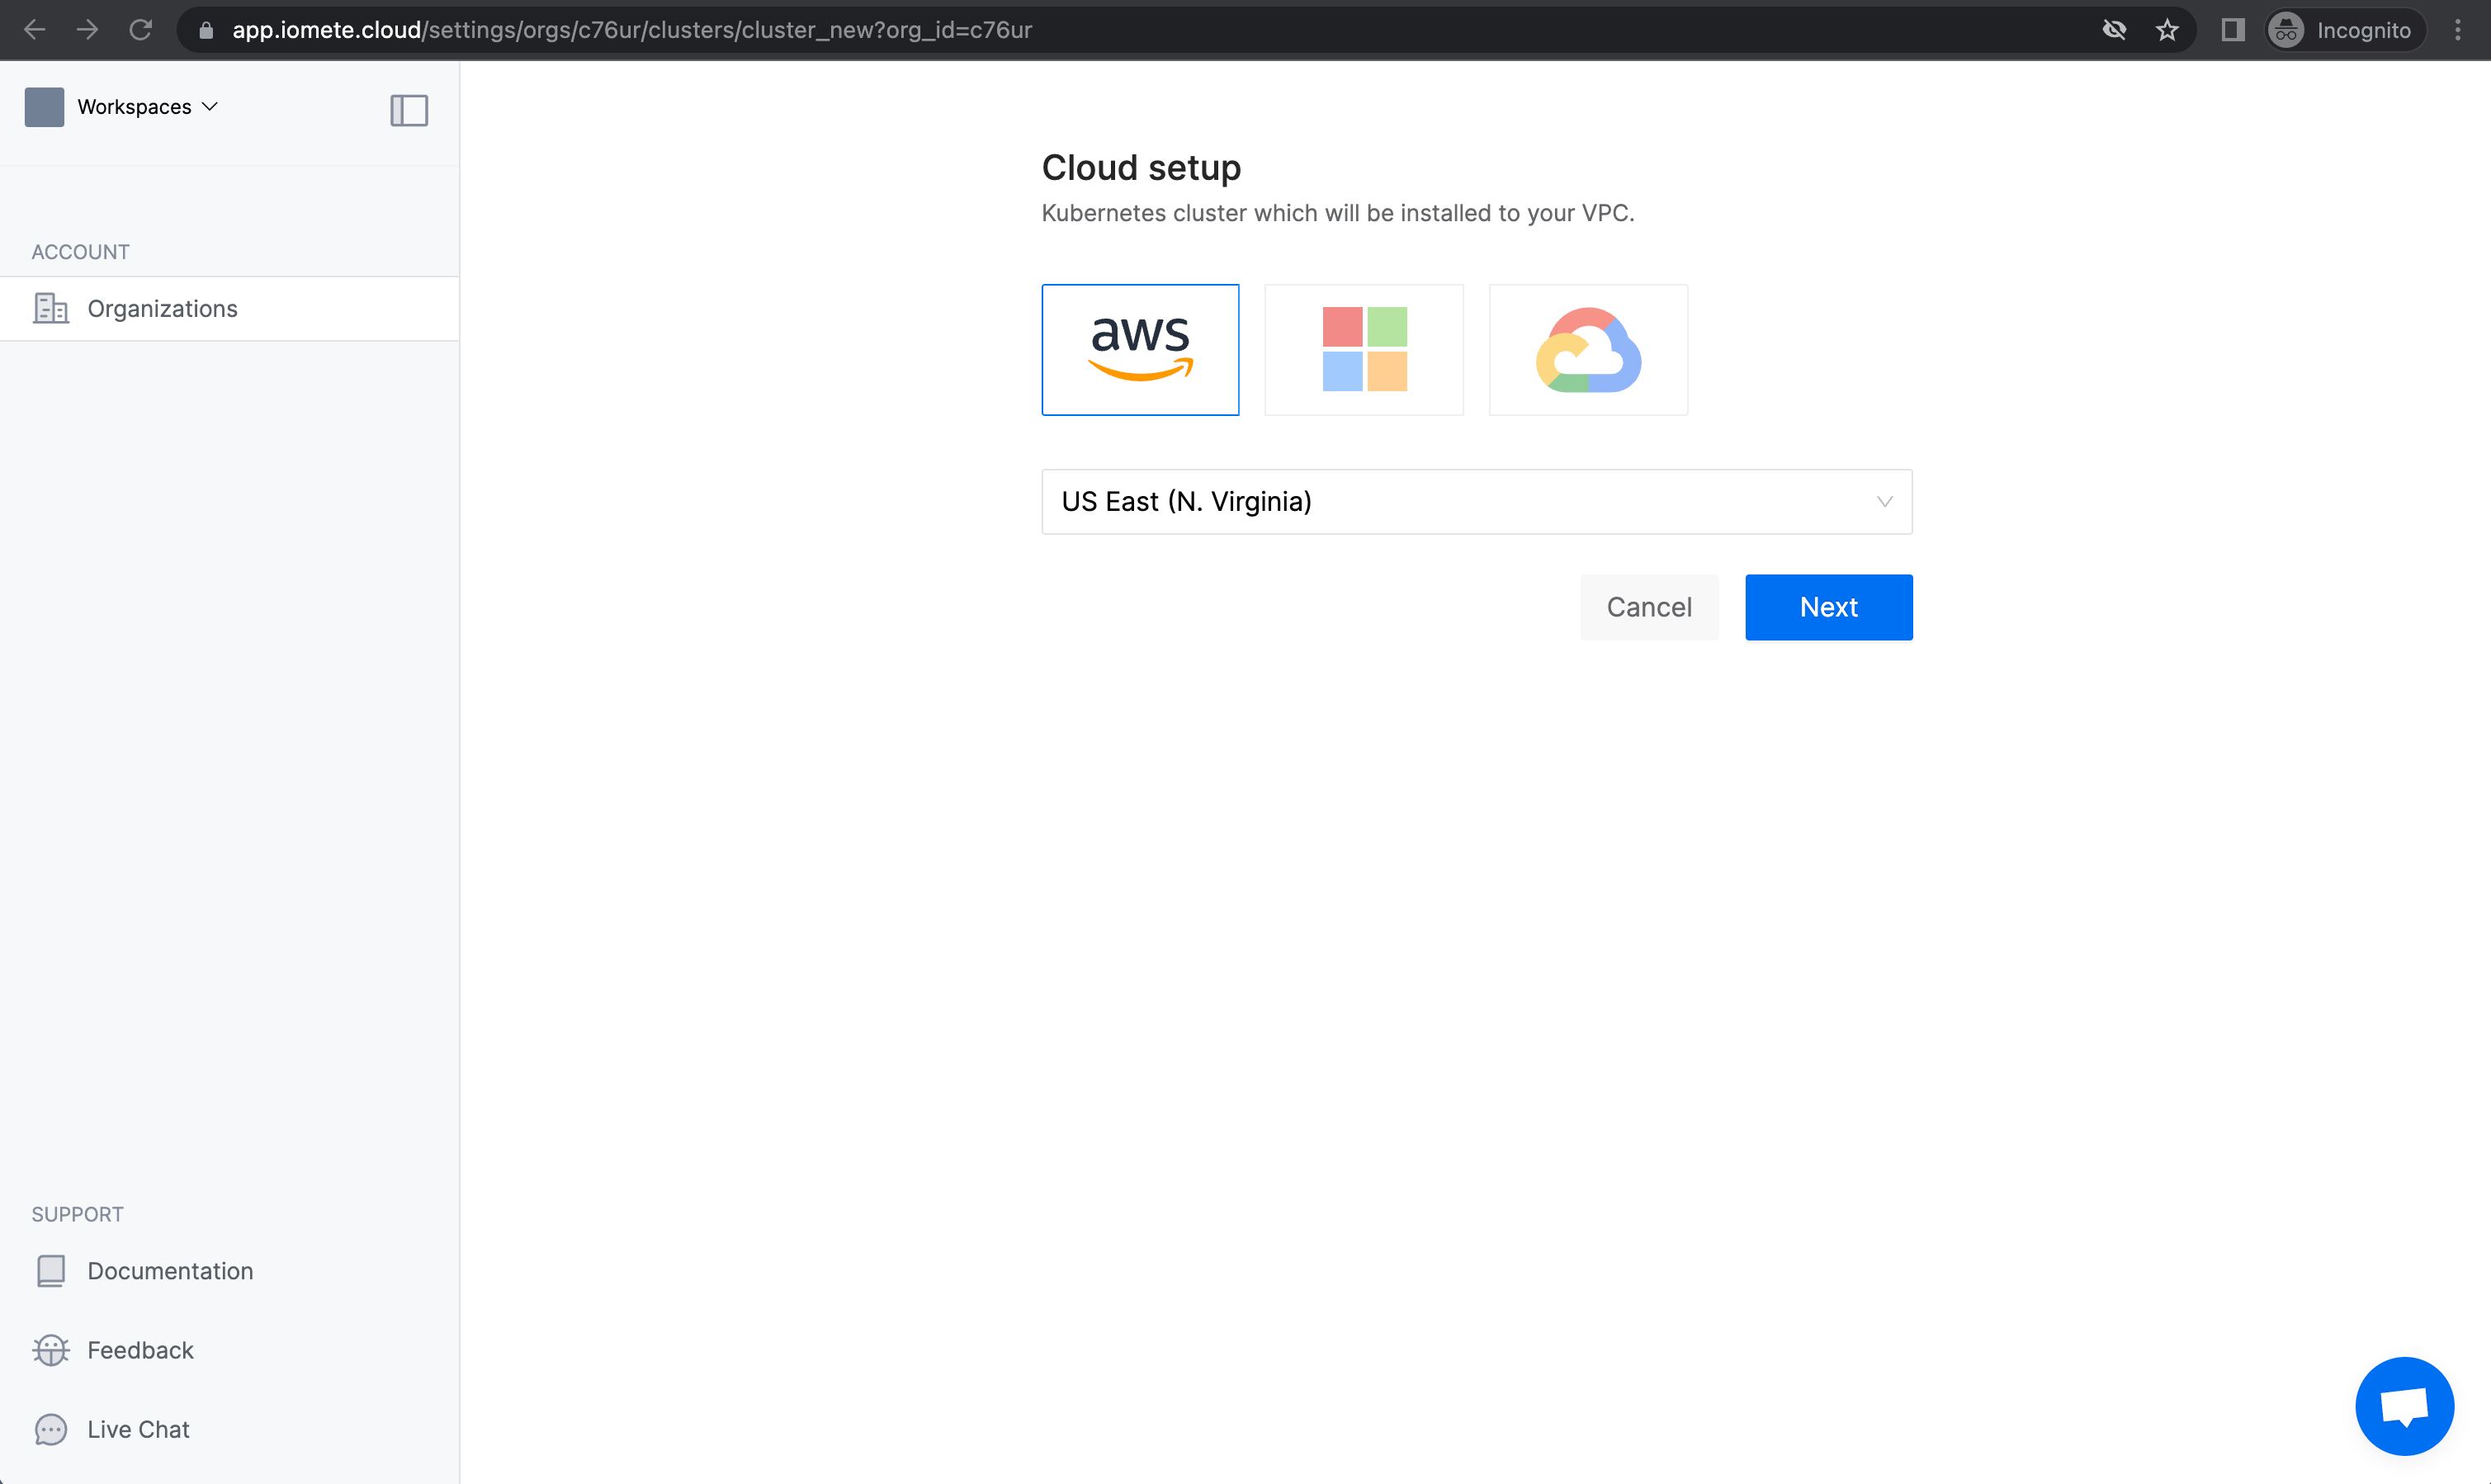 app.iomete.cloud/settings/orgs/c76ur/clusters/cluster_new?org_id=c76ur
Incognito
Workspaces
ACCOUNT
Organizations
Cloud setup
Kubernetes cluster which will be installed to your VPC.
aws
US East (N. Virginia)
Cancel
Next
SUPPORT
Documentation
Feedback
Live Chat